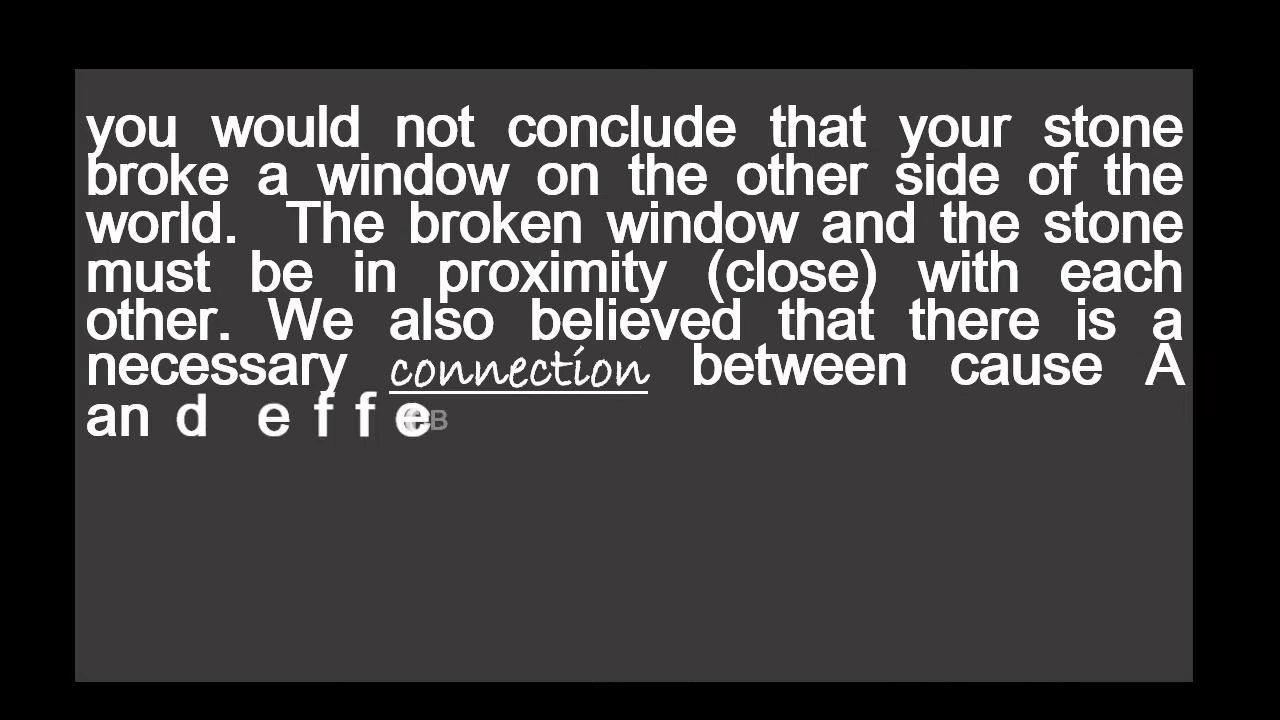 you would not conclude that your stone
broke a window on the other side of the
world. The broken window and the stone
must be in proximity (close) with each
other. We also believed that there is a
necessary connection between cause A
and effe